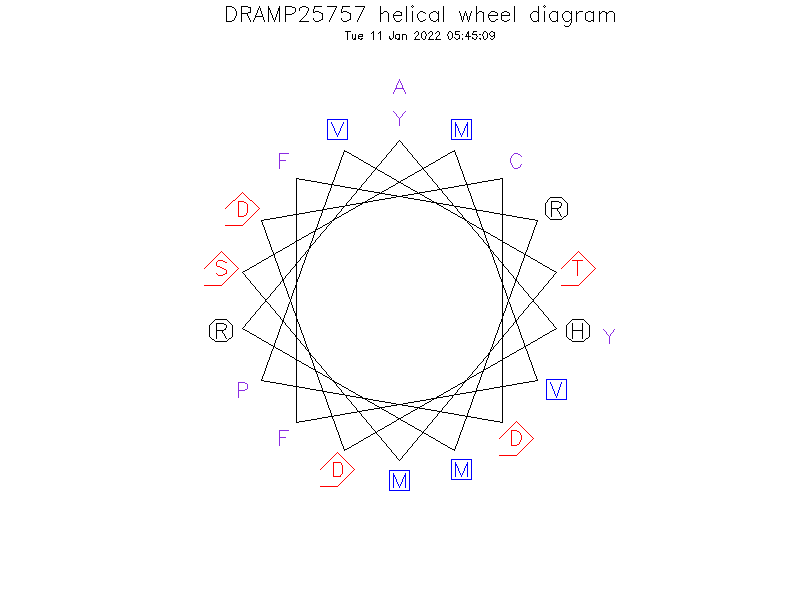 DRAMP25757 helical wheel diagram
Tue 11 Jan 2022 05:45:09
A
V Y M
F C
D R
S T
R H Y
P V
F D
D M M